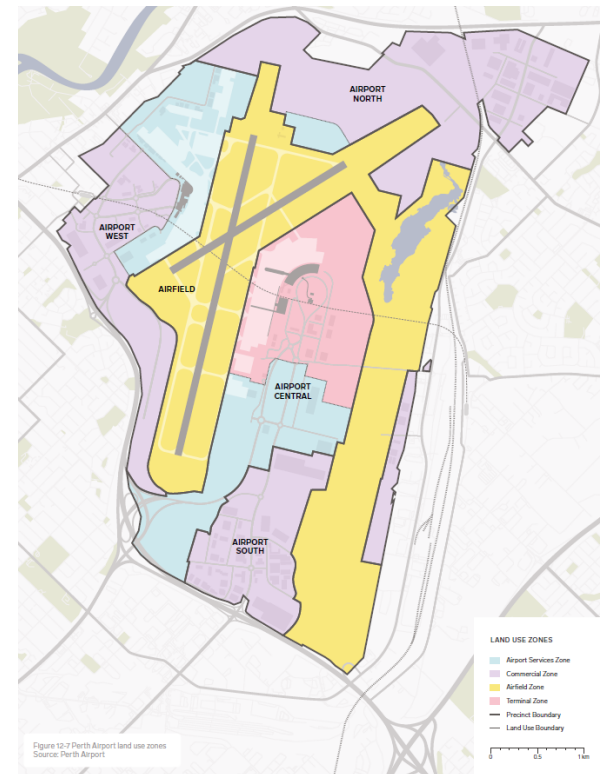 AIRPORT
NORTH
AIRPORT
WEST
AIRFIELD
AIRPORT
CENTRAL
AIRPORT
SOUTH
LAND USE ZONES
Airport Services Zone
Commercial Zone
Airfield Zone
Terminal Zone
Precinct Boundary
Land Use Boundary
0 0.5 1 km
Figure 12-7 Perth Airport land use zones
Source: Perth Airport